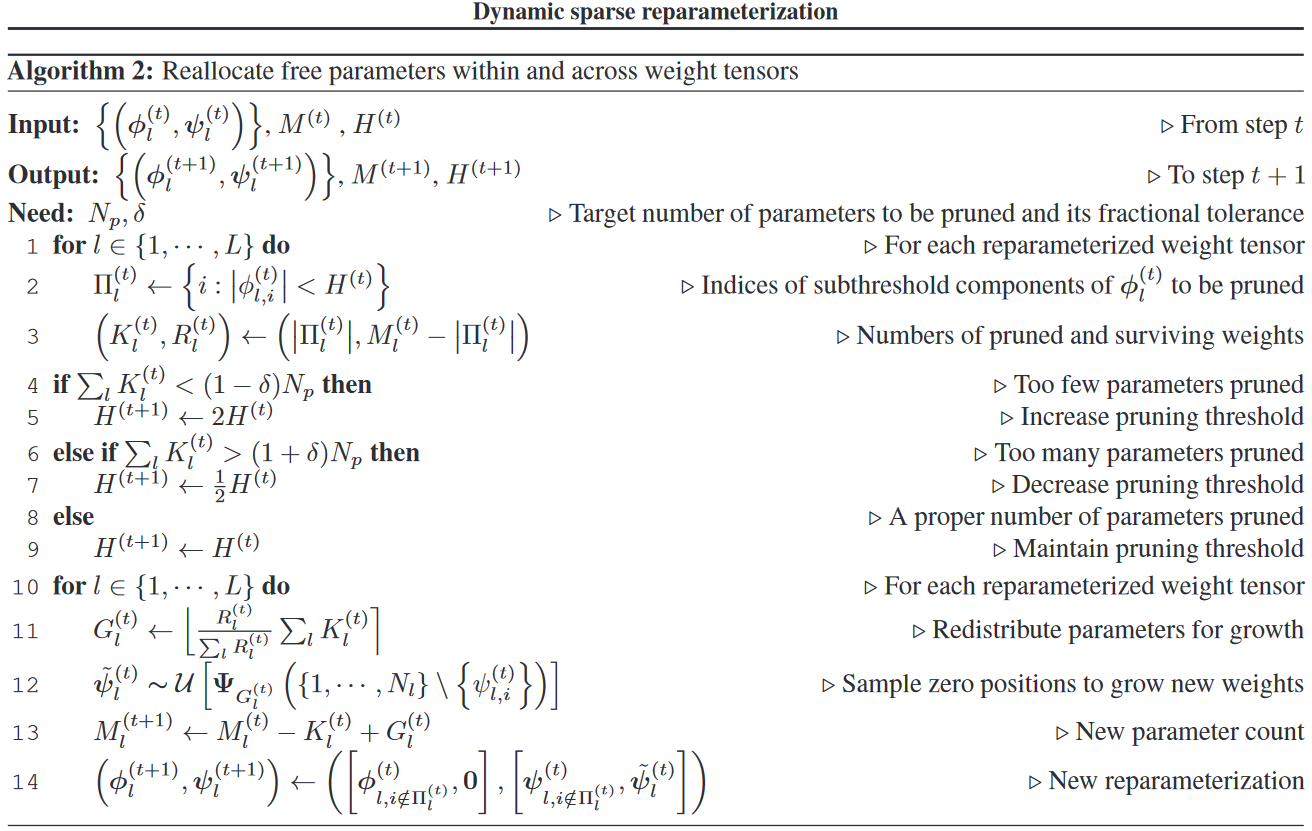 Dynamic sparse reparameterization
Algorithm 2: Reallocate free parameters within and across weight tensors
Input: $\left\{\left(\phi_l^{(t)}, \psi_l^{(t)}\right)\right\}, M^{(t)}, H^{(t)}$ ▷ From step $t$
Output: $\left\{\left(\phi_l^{(t+1)}, \psi_l^{(t+1)}\right)\right\}, M^{(t+1)}, H^{(t+1)}$ ▷ To step $t+1$
Need: $N_p, \delta$ ▷ Target number of parameters to be pruned and its fractional tolerance
1 for $l \in \{1, \cdots, L\}$ do ▷ For each reparameterized weight tensor
2 $\Pi_l^{(t)} \leftarrow \left\{i : \left|\phi_{l,i}^{(t)}\right| < H^{(t)}\right\}$ ▷ Indices of subthreshold components of $\phi_l^{(t)}$ to be pruned
3 $\left(K_l^{(t)}, R_l^{(t)}\right) \leftarrow \left(\left|\Pi_l^{(t)}\right|, M_l^{(t)} - \left|\Pi_l^{(t)}\right|\right)$ ▷ Numbers of pruned and surviving weights
4 if $\sum_l K_l^{(t)} < (1-\delta)N_p$ then ▷ Too few parameters pruned
5 $H^{(t+1)} \leftarrow 2H^{(t)}$ ▷ Increase pruning threshold
6 else if $\sum_l K_l^{(t)} > (1+\delta)N_p$ then ▷ Too many parameters pruned
7 $H^{(t+1)} \leftarrow \frac{1}{2}H^{(t)}$ ▷ Decrease pruning threshold
8 else ▷ A proper number of parameters pruned
9 $H^{(t+1)} \leftarrow H^{(t)}$ ▷ Maintain pruning threshold
10 for $l \in \{1, \cdots, L\}$ do ▷ For each reparameterized weight tensor
11 $G_l^{(t)} \leftarrow \left\lfloor \frac{R_l^{(t)}}{\sum_l R_l^{(t)}} \sum_l K_l^{(t)} \right\rceil$ ▷ Redistribute parameters for growth
12 $\tilde{\psi}_l^{(t)} \sim \mathcal{U}\left[\Psi_{G_l^{(t)}}\left(\{1, \cdots, N_l\} \setminus \left\{\psi_{l,i}^{(t)}\right\}\right)\right]$ ▷ Sample zero positions to grow new weights
13 $M_l^{(t+1)} \leftarrow M_l^{(t)} - K_l^{(t)} + G_l^{(t)}$ ▷ New parameter count
14 $\left(\phi_l^{(t+1)}, \psi_l^{(t+1)}\right) \leftarrow \left(\left[\phi_{l,i\notin\Pi_l^{(t)}}^{(t)}, \mathbf{0}\right], \left[\psi_{l,i\notin\Pi_l^{(t)}}^{(t)}, \tilde{\psi}_l^{(t)}\right]\right)$ ▷ New reparameterization